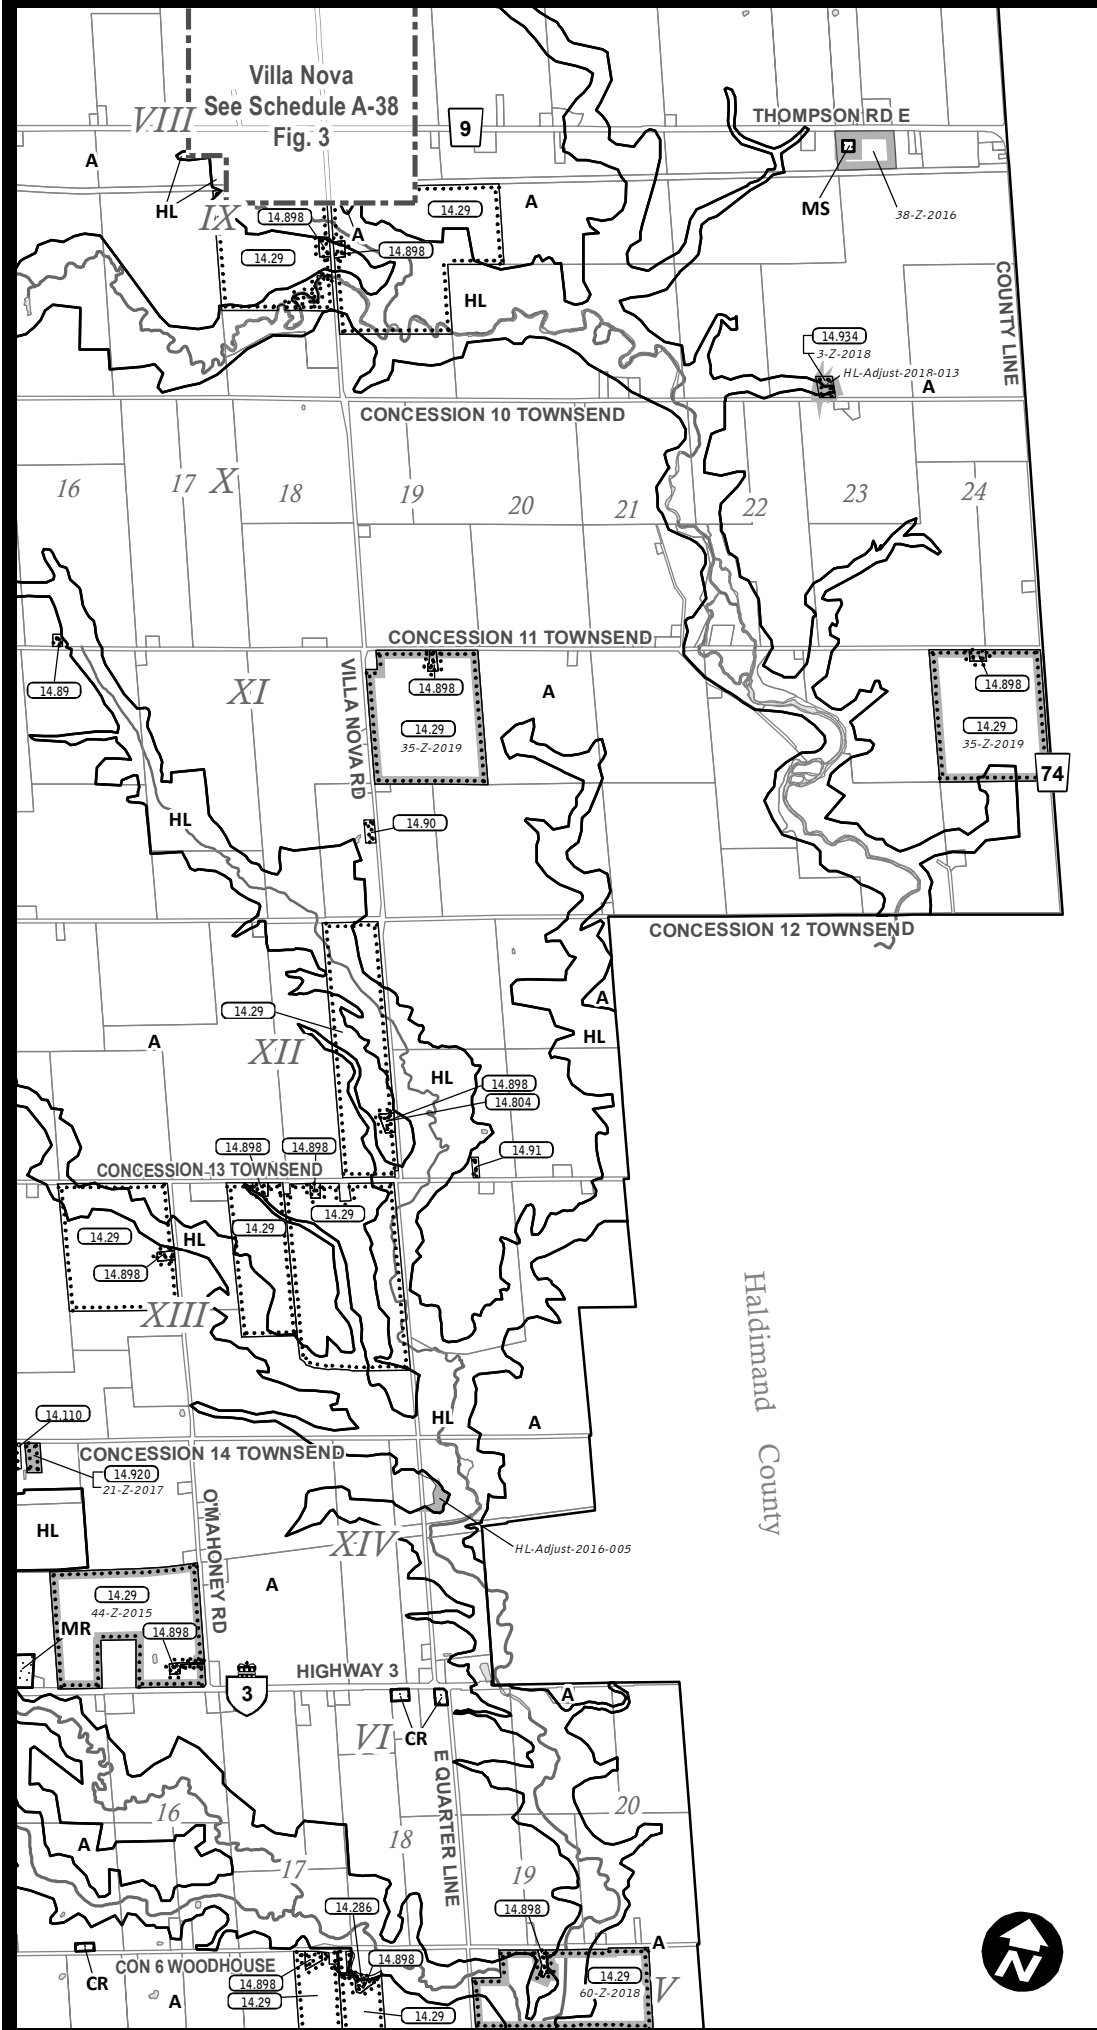 Villa Nova
See Schedule A-38
Fig. 3
VIII
9
THOMPSON RD E
A
MS
38-Z-2016
HL
IX
14.898
14.29
A
A
14.898
14.29
HL
COUNTY LINE
14.934
3-Z-2018
HL-Adjust-2018-013
A
CONCESSION 10 TOWNSEND
16
17
X
18
19
20
21
22
23
24
CONCESSION 11 TOWNSEND
14.89
XI
VILLA NOVA RD
14.898
14.29
35-Z-2019
A
14.898
14.29
35-Z-2019
74
HL
14.90
CONCESSION 12 TOWNSEND
14.29
A
HL
A
XII
HL
14.898
14.804
14.91
14.898
14.898
CONCESSION 13 TOWNSEND
14.29
14.29
14.29
HL
14.898
XIII
Haldimand County
HL
A
14.110
CONCESSION 14 TOWNSEND
14.920
21-Z-2017
HL
O'MAHONEY RD
XIV
HL-Adjust-2016-005
A
14.29
44-Z-2015
MR
14.898
HIGHWAY 3
3
A
VI
CR
E QUARTER LINE
16
20
A
18
17
19
14.286
14.898
A
CR
CON 6 WOODHOUSE
14.898
14.898
14.29
A
14.29
14.29
60-Z-2018
V
N